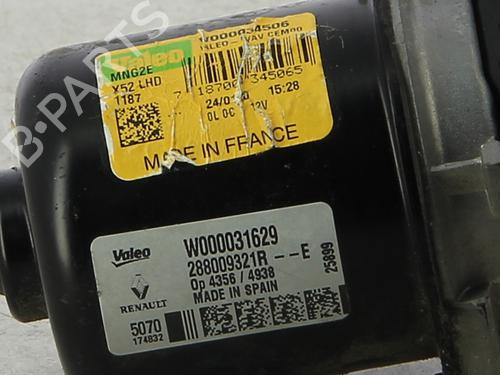 Valeo
W000034506
MNG2E
X52 LHD
1187
15:28
12V
MADE IN FRANCE
Valeo
W000031629
288009321R--E
Op 4356 / 4938
MADE IN SPAIN
RENAULT
5070
174832
25899